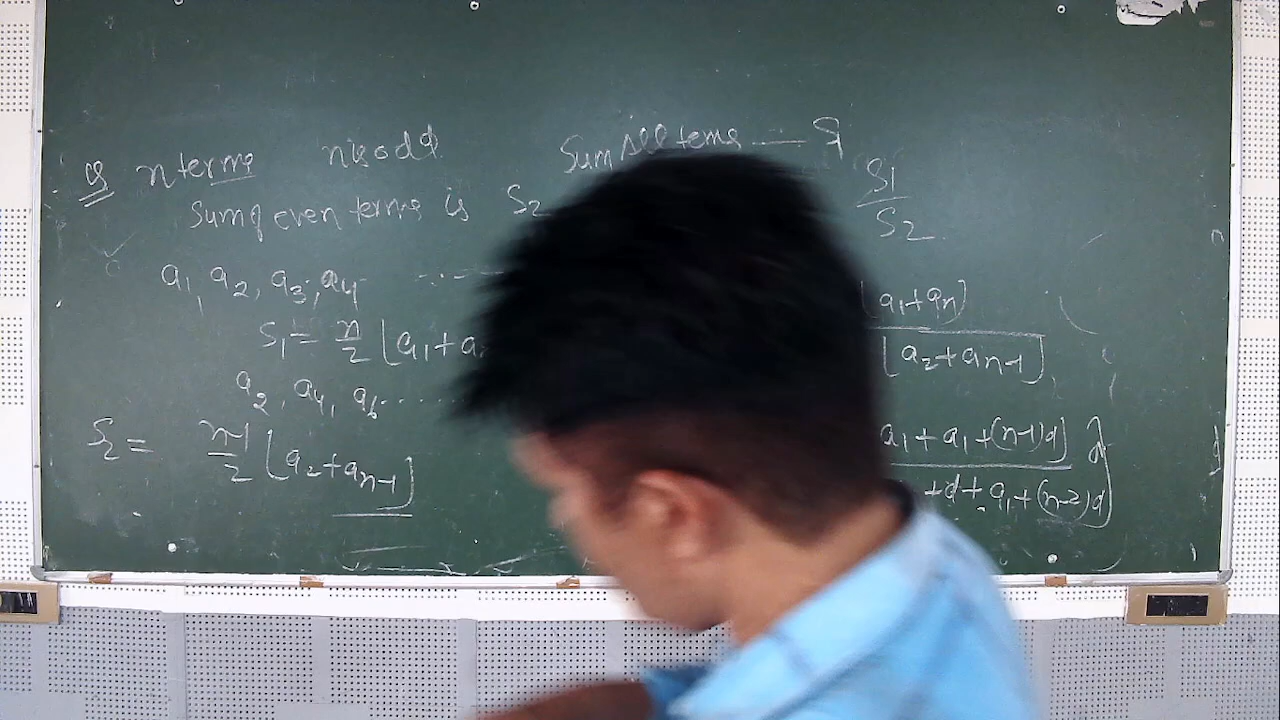 Q n terms n is odd Sum All terms — S1
Sum of even terms is S2 S1/S2
a1, a2, a3, a4 ------
S1 = n/2 [a1+a (a1+an)
[a2+an-1]
a2, a4, a6.....
S2 = n-1/2 [a2+an-1]
a1 + a1 + (n-1)d]
+d+ a1 + (n-2)d